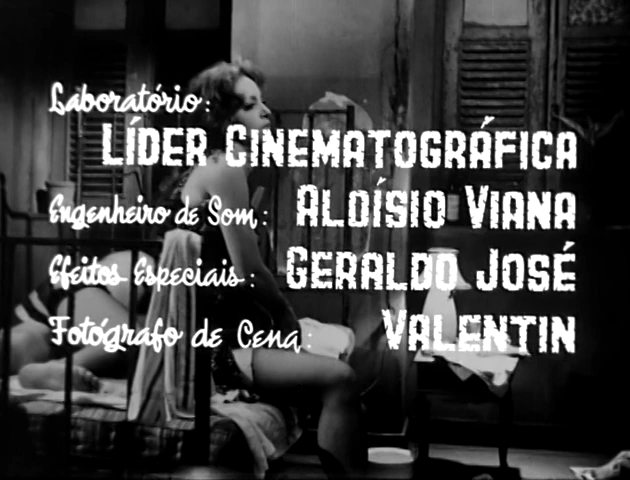 Laboratório:
LÍDER CINEMATOGRÁFICA
Engenheiro de Som: ALOÍSIO VIANA
Efeitos Especiais: GERALDO JOSÉ
Fotógrafo de Cena: VALENTIN